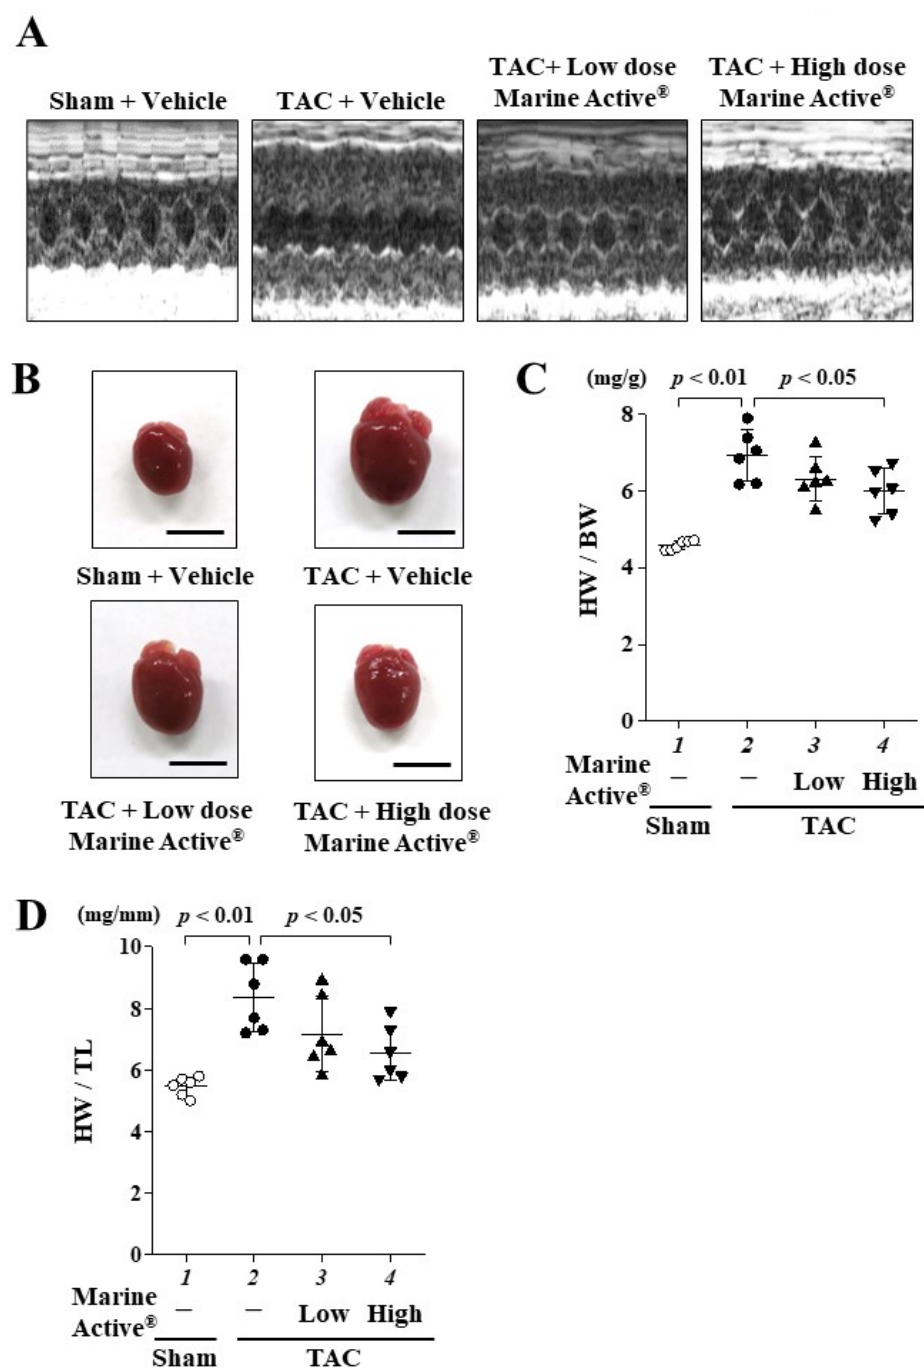 A
Sham + Vehicle
TAC + Vehicle
TAC+ Low dose
Marine Active®
TAC + High dose
Marine Active®
B
Sham + Vehicle
TAC + Vehicle
TAC + Low dose
Marine Active®
TAC + High dose
Marine Active®
C
(mg/g)
p < 0.01
p < 0.05
8
6
4
2
0
HW / BW
1 2 3 4
Marine
Active®
– – Low High
Sham TAC
D
(mg/mm)
p < 0.01
p < 0.05
10
8
6
4
2
0
HW / TL
1 2 3 4
Marine
Active®
– – Low High
Sham TAC